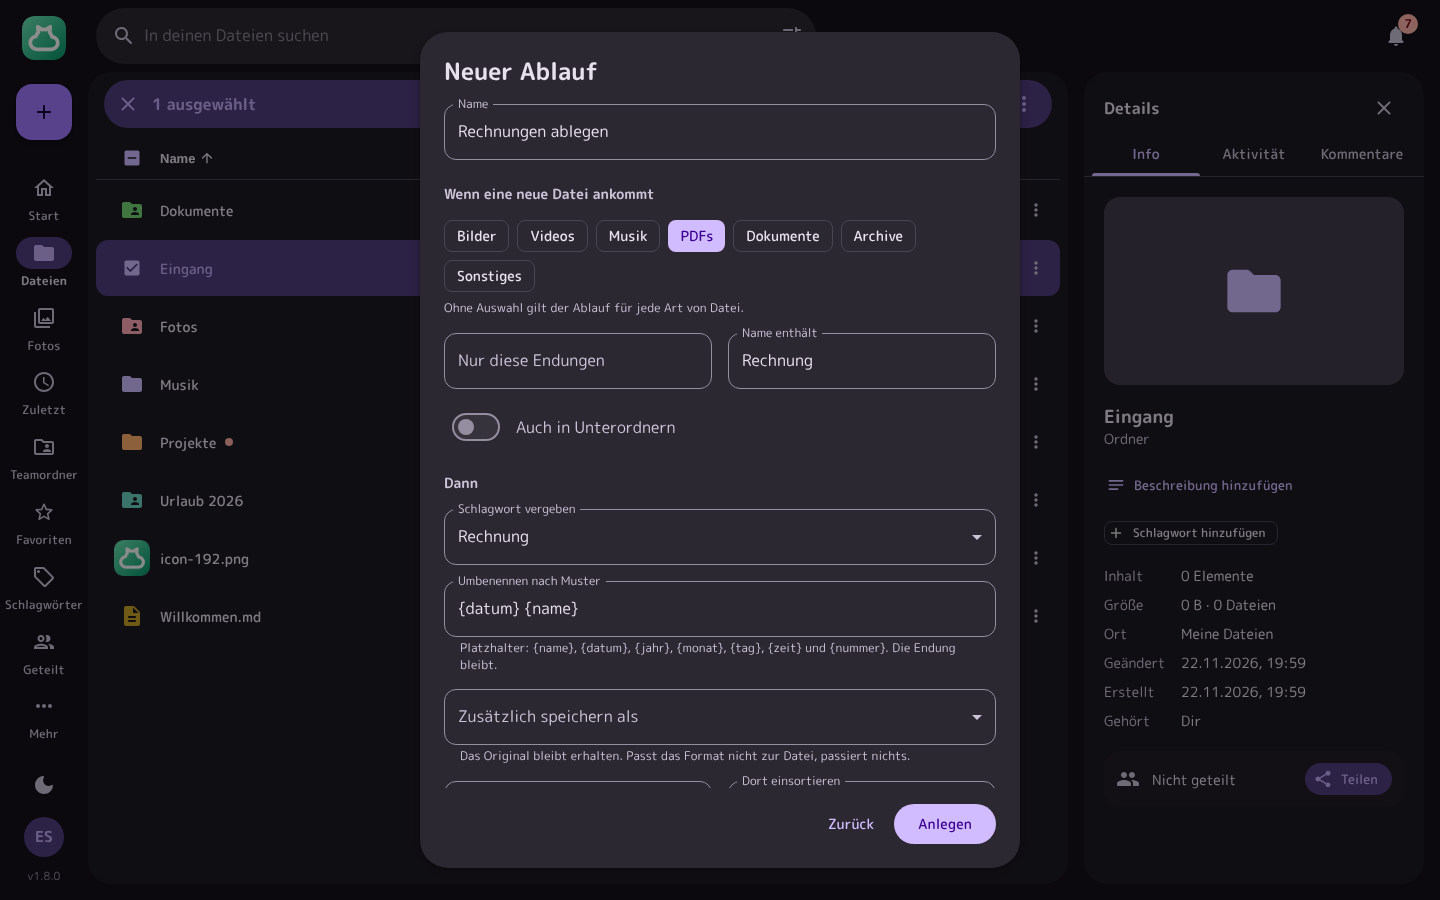 In deinen Dateien suchen
7
1 ausgewählt
Name
Start
Dateien
Fotos
Zuletzt
Teamordner
Favoriten
Schlagwörter
Geteilt
Mehr
ES
v1.8.0
Dokumente
Eingang
Fotos
Musik
Projekte
Urlaub 2026
icon-192.png
Willkommen.md
Neuer Ablauf
Name
Rechnungen ablegen
Wenn eine neue Datei ankommt
Bilder Videos Musik PDFs Dokumente Archive
Sonstiges
Ohne Auswahl gilt der Ablauf für jede Art von Datei.
Nur diese Endungen
Name enthält
Rechnung
Auch in Unterordnern
Dann
Schlagwort vergeben
Rechnung
Umbenennen nach Muster
{datum} {name}
Platzhalter: {name}, {datum}, {jahr}, {monat}, {tag}, {zeit} und {nummer}. Die Endung
bleibt.
Zusätzlich speichern als
Das Original bleibt erhalten. Passt das Format nicht zur Datei, passiert nichts.
Dort einsortieren
Zurück Anlegen
Details
Info Aktivität Kommentare
Eingang
Ordner
Beschreibung hinzufügen
Schlagwort hinzufügen
Inhalt 0 Elemente
Größe 0 B · 0 Dateien
Ort Meine Dateien
Geändert 22.11.2026, 19:59
Erstellt 22.11.2026, 19:59
Gehört Dir
Nicht geteilt Teilen